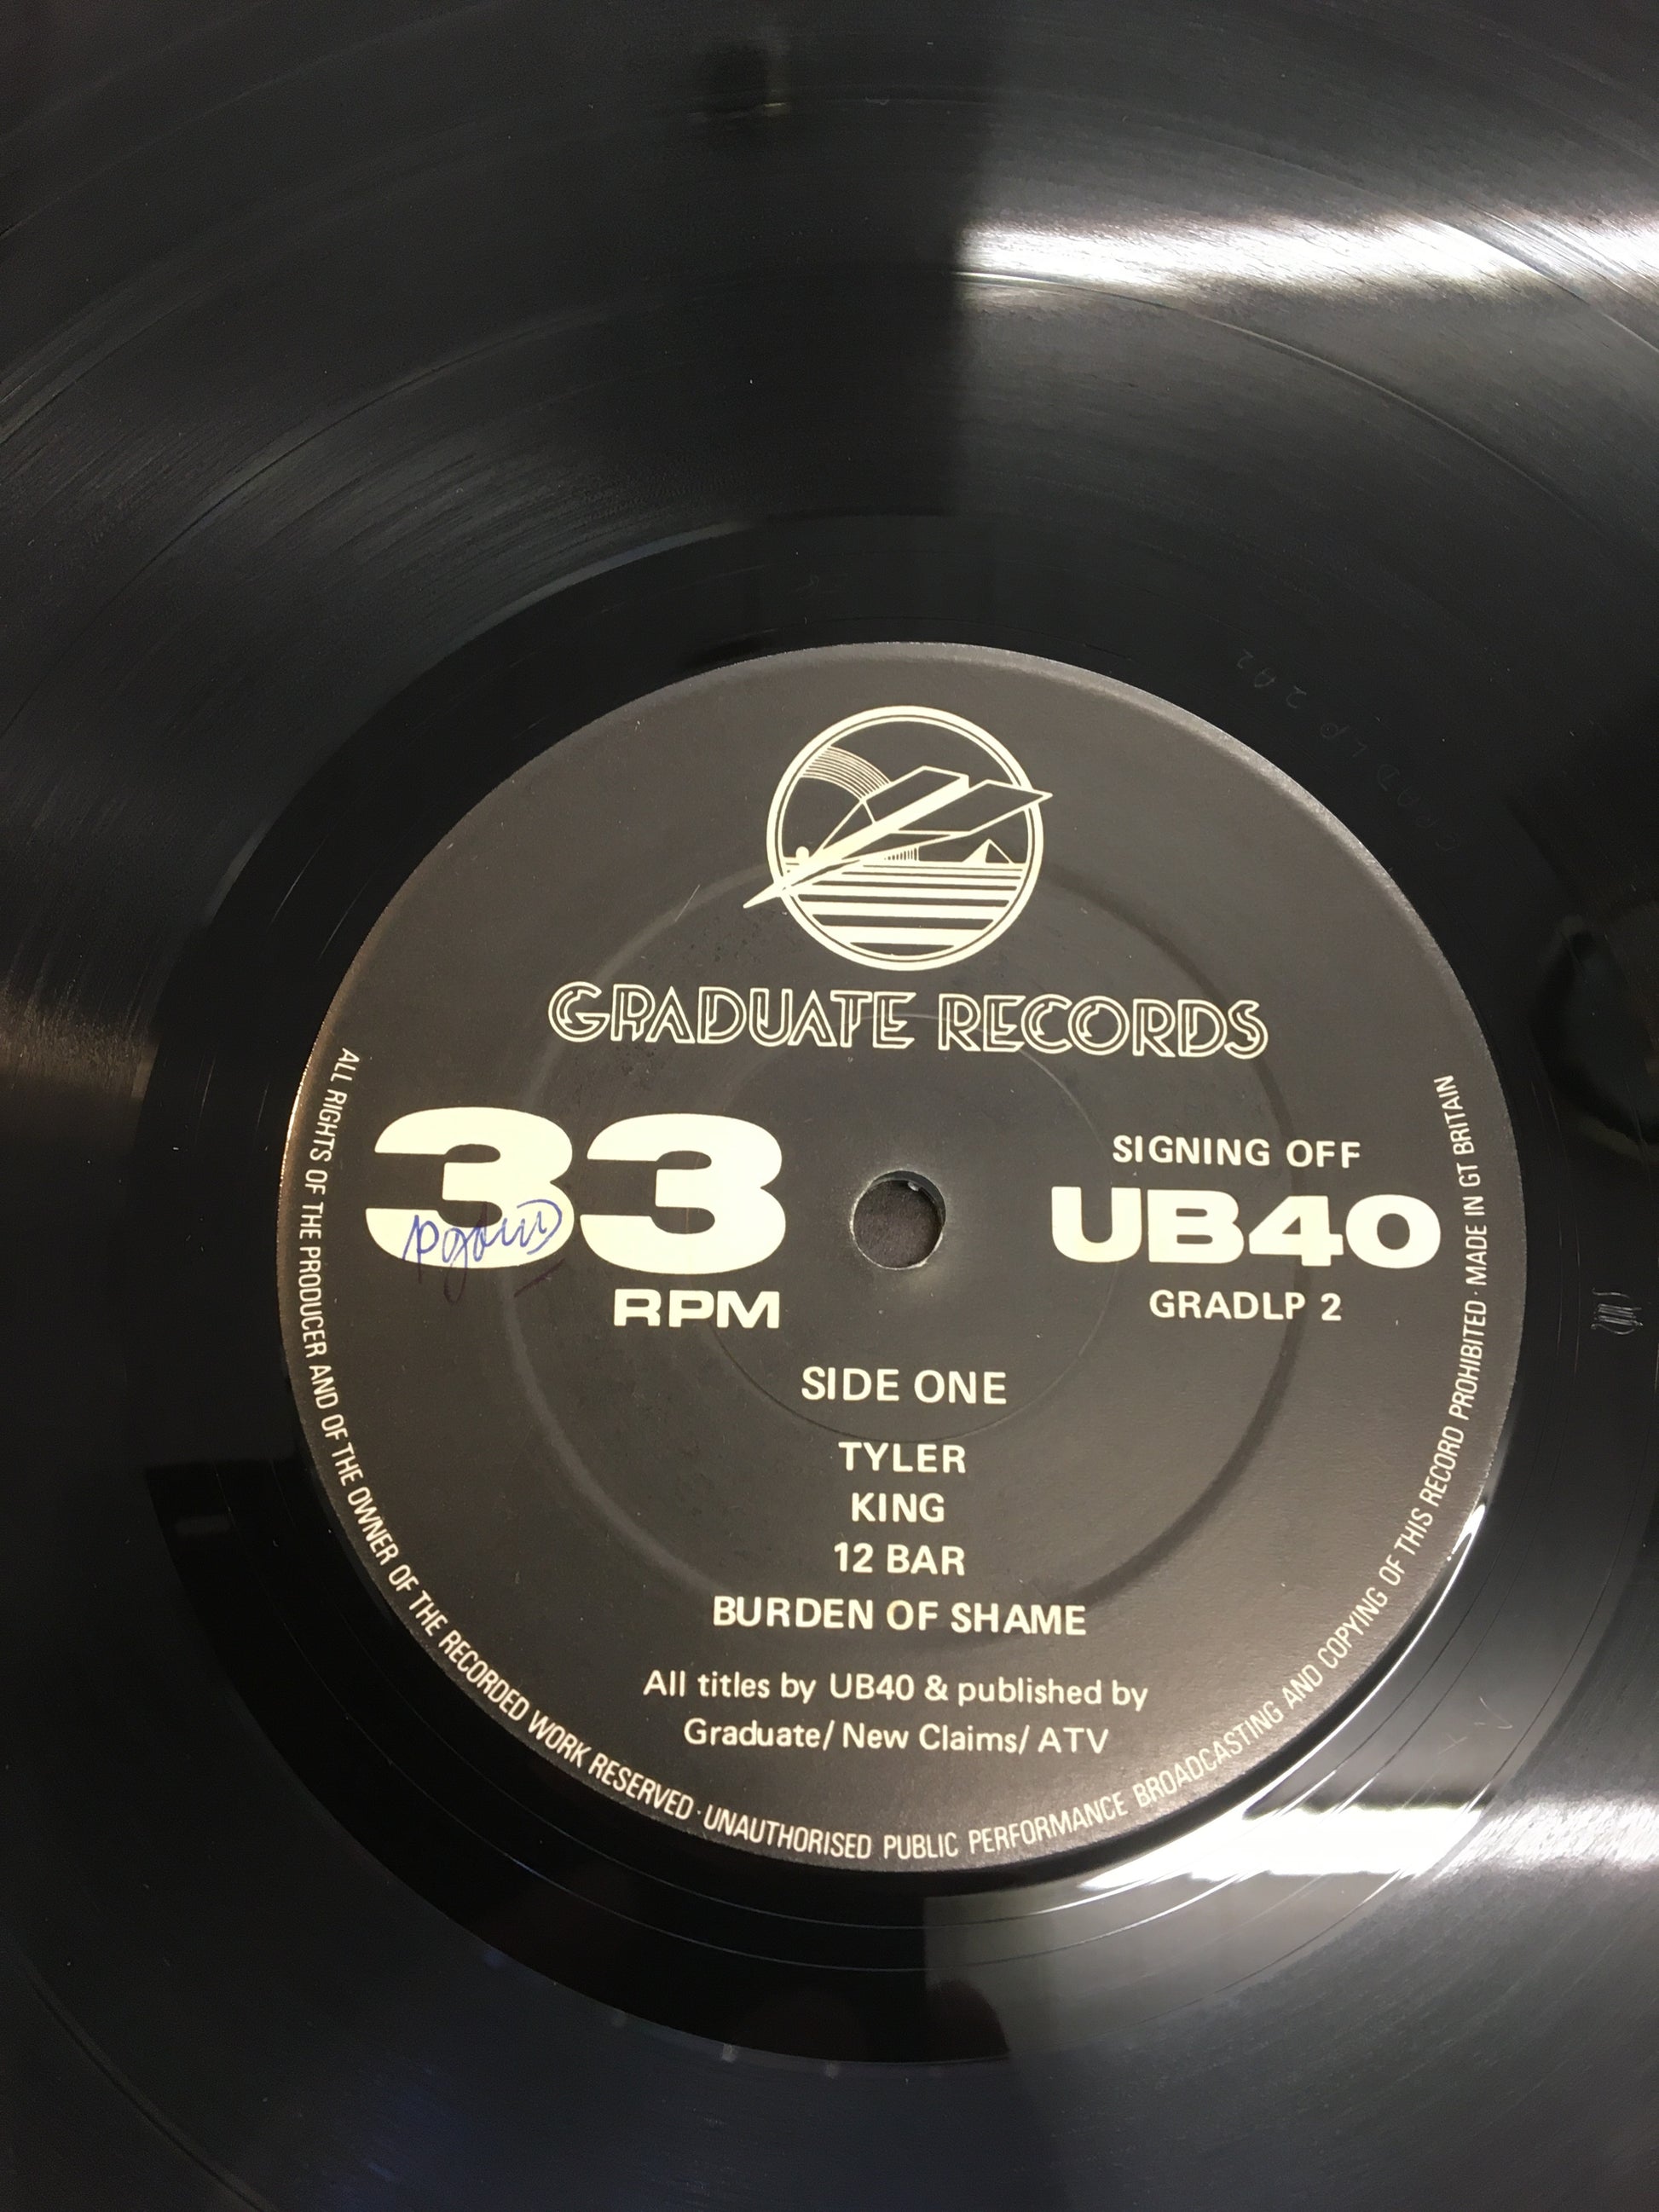 GRADUATE RECORDS
33
RPM
SIGNING OFF
UB40
GRADLP 2
SIDE ONE
TYLER
KING
12 BAR
BURDEN OF SHAME
All titles by UB40 & published by
Graduate/ New Claims/ ATV
ALL RIGHTS OF THE PRODUCER AND OF THE OWNER OF THE RECORDED WORK RESERVED · UNAUTHORISED PUBLIC PERFORMANCE BROADCASTING AND COPYING OF THIS RECORD PROHIBITED · MADE IN GT BRITAIN